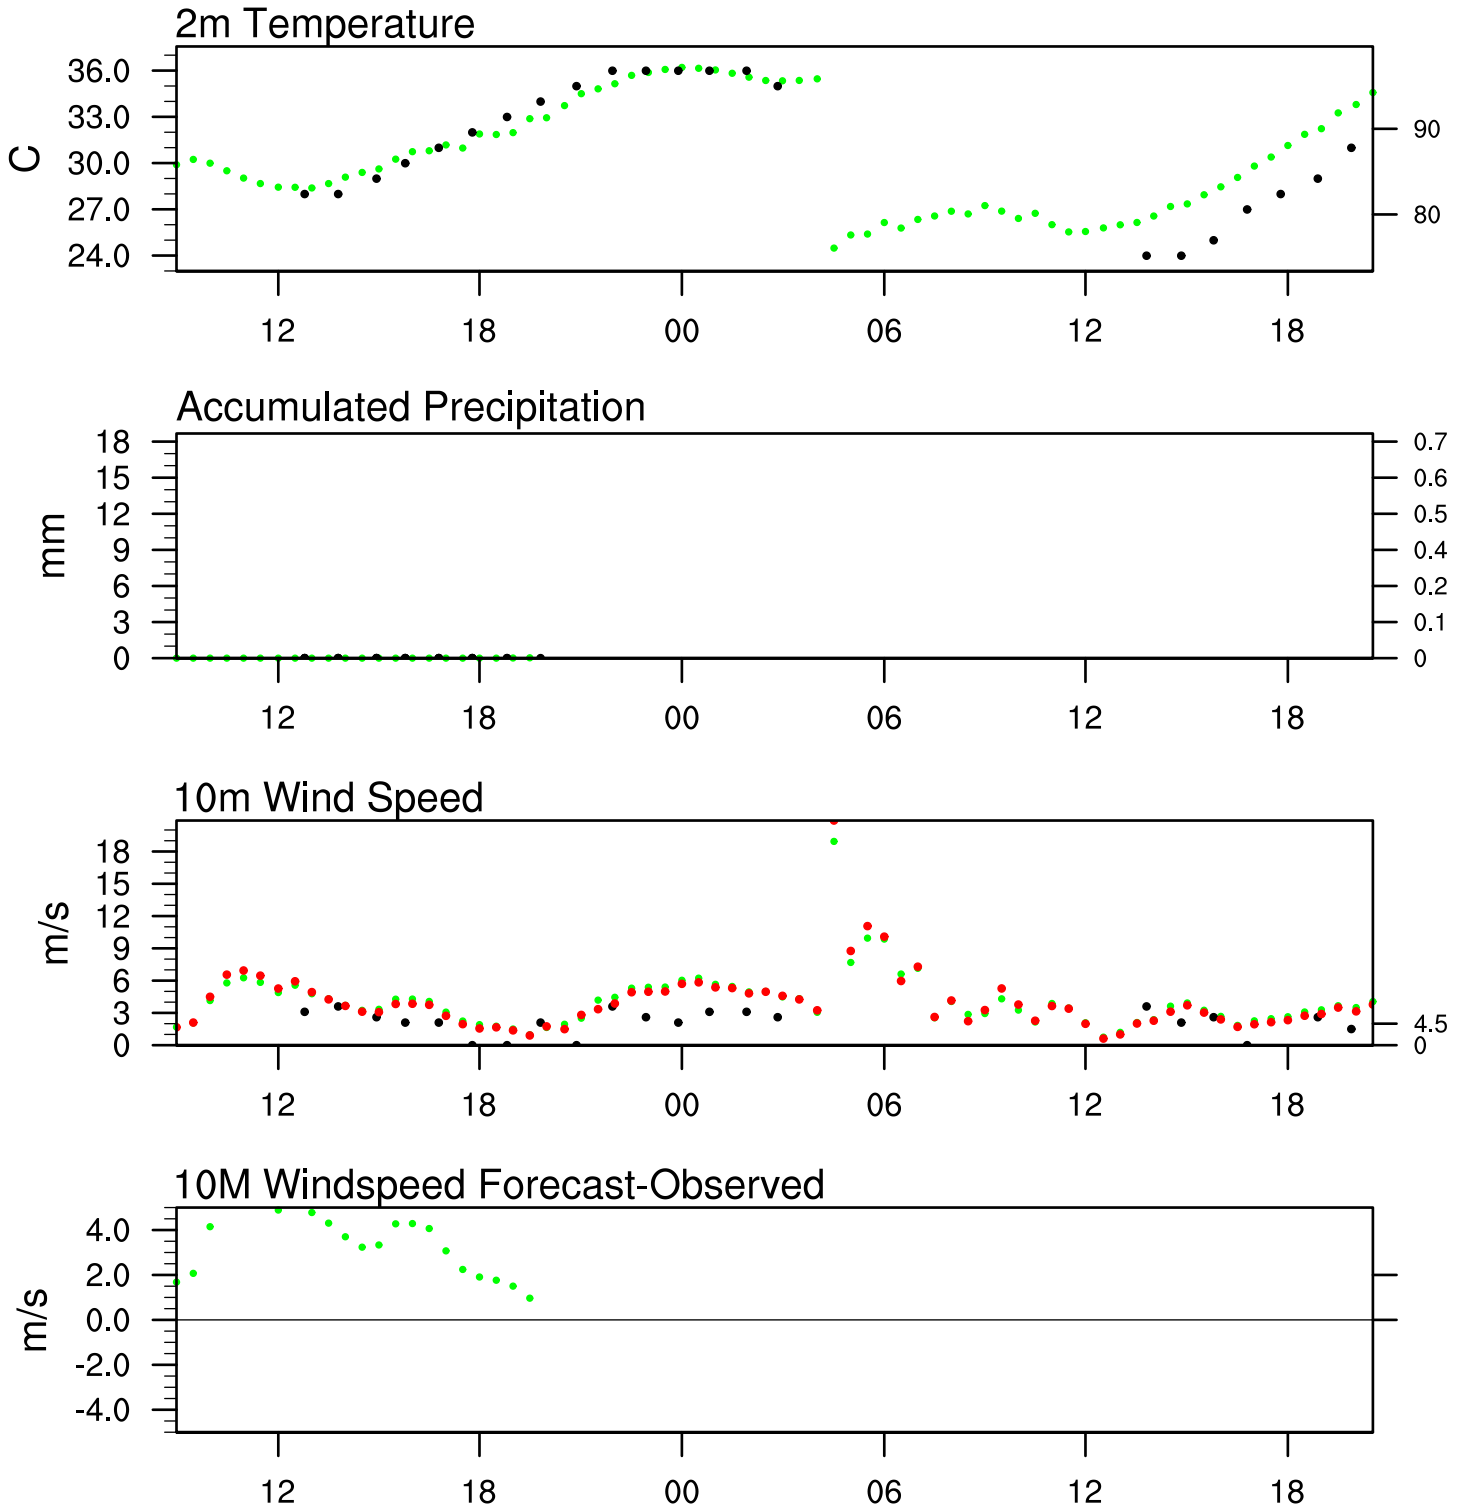 2m Temperature
36.0
33.0
30.0
27.0
24.0
C
90
80
12 18 00 06 12 18
Accumulated Precipitation
18
15
12
9
6
3
0
mm
0.7
0.6
0.5
0.4
0.2
0.1
0
12 18 00 06 12 18
10m Wind Speed
18
15
12
9
6
3
0
m/s
4.5
0
12 18 00 06 12 18
10M Windspeed Forecast-Observed
4.0
2.0
0.0
-2.0
-4.0
m/s
12 18 00 06 12 18